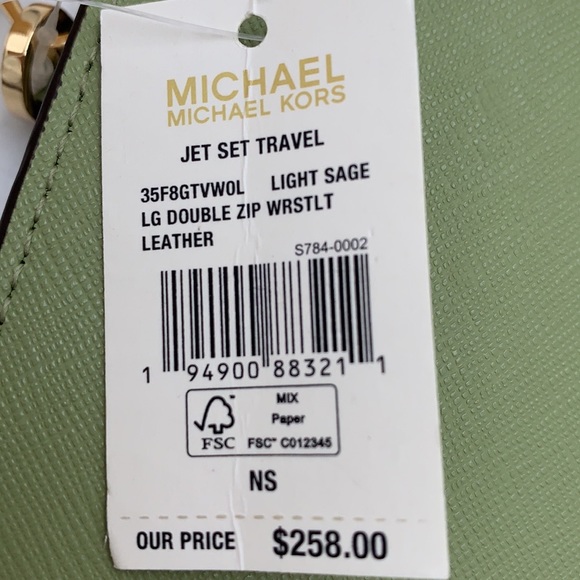 MICHAEL
MICHAEL KORS
JET SET TRAVEL
35F8GTVW0L LIGHT SAGE
LG DOUBLE ZIP WRSTLT
LEATHER
S784-0002
1 94900 88321 1
MIX
Paper
FSC FSC™ C012345
NS
OUR PRICE $258.00